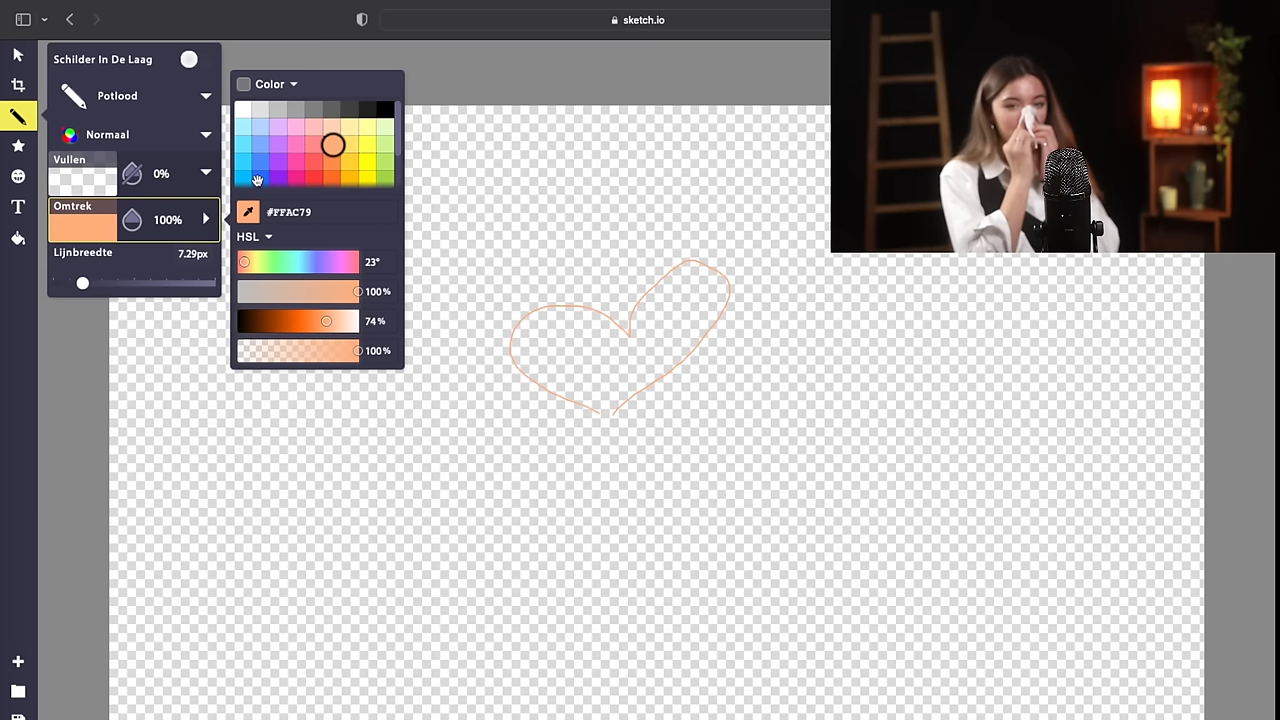 sketch.io
Schilder In De Laag
Potlood
Normaal
Vullen
0%
Omtrek
100%
Lijnbreedte
7.29px
Color
#FFAC79
HSL
23°
100%
74%
100%